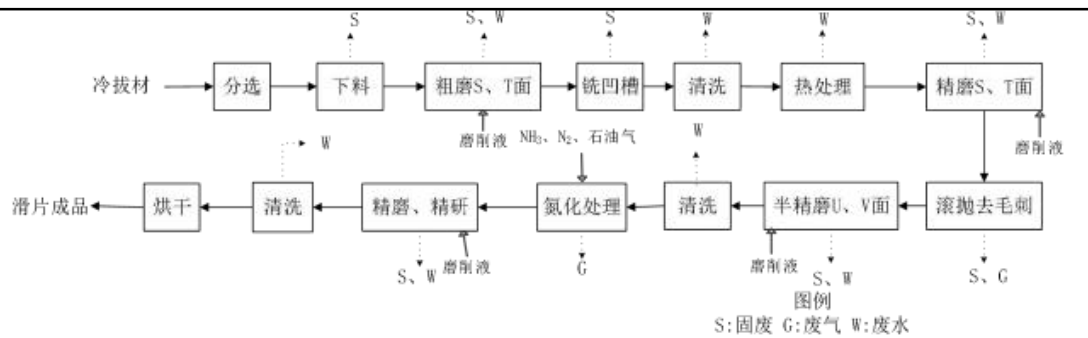 S
S、W
S
W
W
S、W
冷拔材
分选
下料
粗磨S、T面
铣凹槽
清洗
热处理
精磨S、T面
磨削液
NH₃、N₂、石油气
W
磨削液
W
滑片成品
烘干
清洗
精磨、精研
氮化处理
清洗
半精磨U、V面
滚抛去毛刺
S、W
磨削液
G
磨削液
S、W
S、G
图例
S:固废 G:废气 W:废水